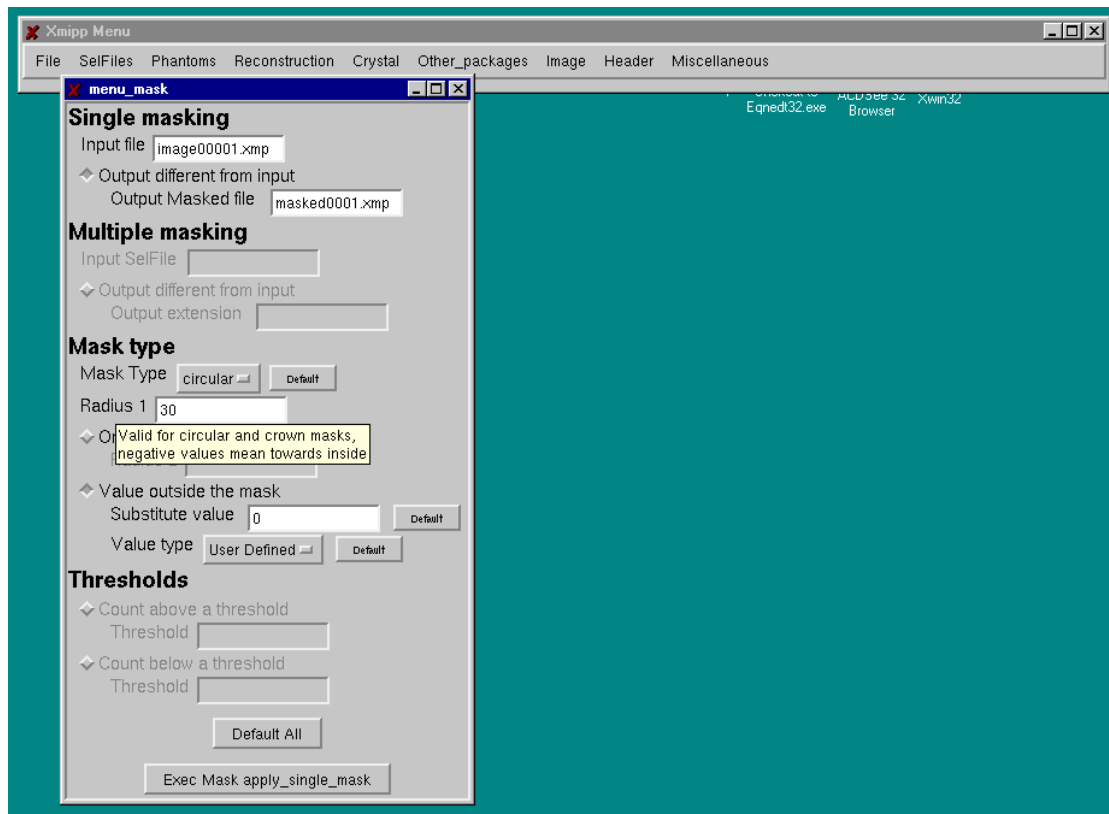 Xmipp Menu
File SelFiles Phantoms Reconstruction Crystal Other_packages Image Header Miscellaneous
Eqnedt32.exe
ACDSee 32
Browser
Xwin32
menu_mask
Single masking
Input file image00001.xmp
Output different from input
Output Masked file masked0001.xmp
Multiple masking
Input SelFile
Output different from input
Output extension
Mask type
Mask Type circular Default
Radius 1 30
Valid for circular and crown masks,
negative values mean towards inside
Value outside the mask
Substitute value 0 Default
Value type User Defined Default
Thresholds
Count above a threshold
Threshold
Count below a threshold
Threshold
Default All
Exec Mask apply_single_mask